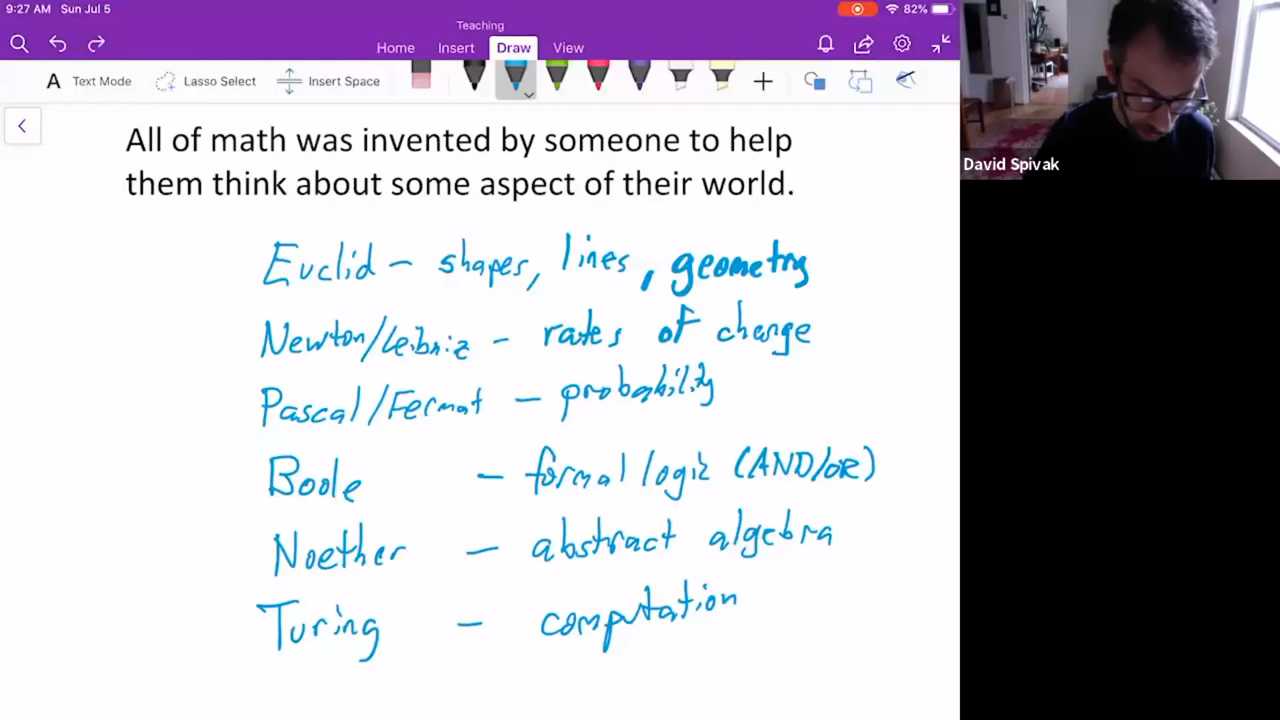 9:27 AM Sun Jul 5
82%
Teaching
Home Insert Draw View
Text Mode Lasso Select Insert Space
All of math was invented by someone to help
them think about some aspect of their world.
David Spivak
Euclid – shapes, lines, geometry
Newton/Leibniz – rates of change
Pascal/Fermat – probability
Boole – formal logic (AND/OR)
Noether – abstract algebra
Turing – computation